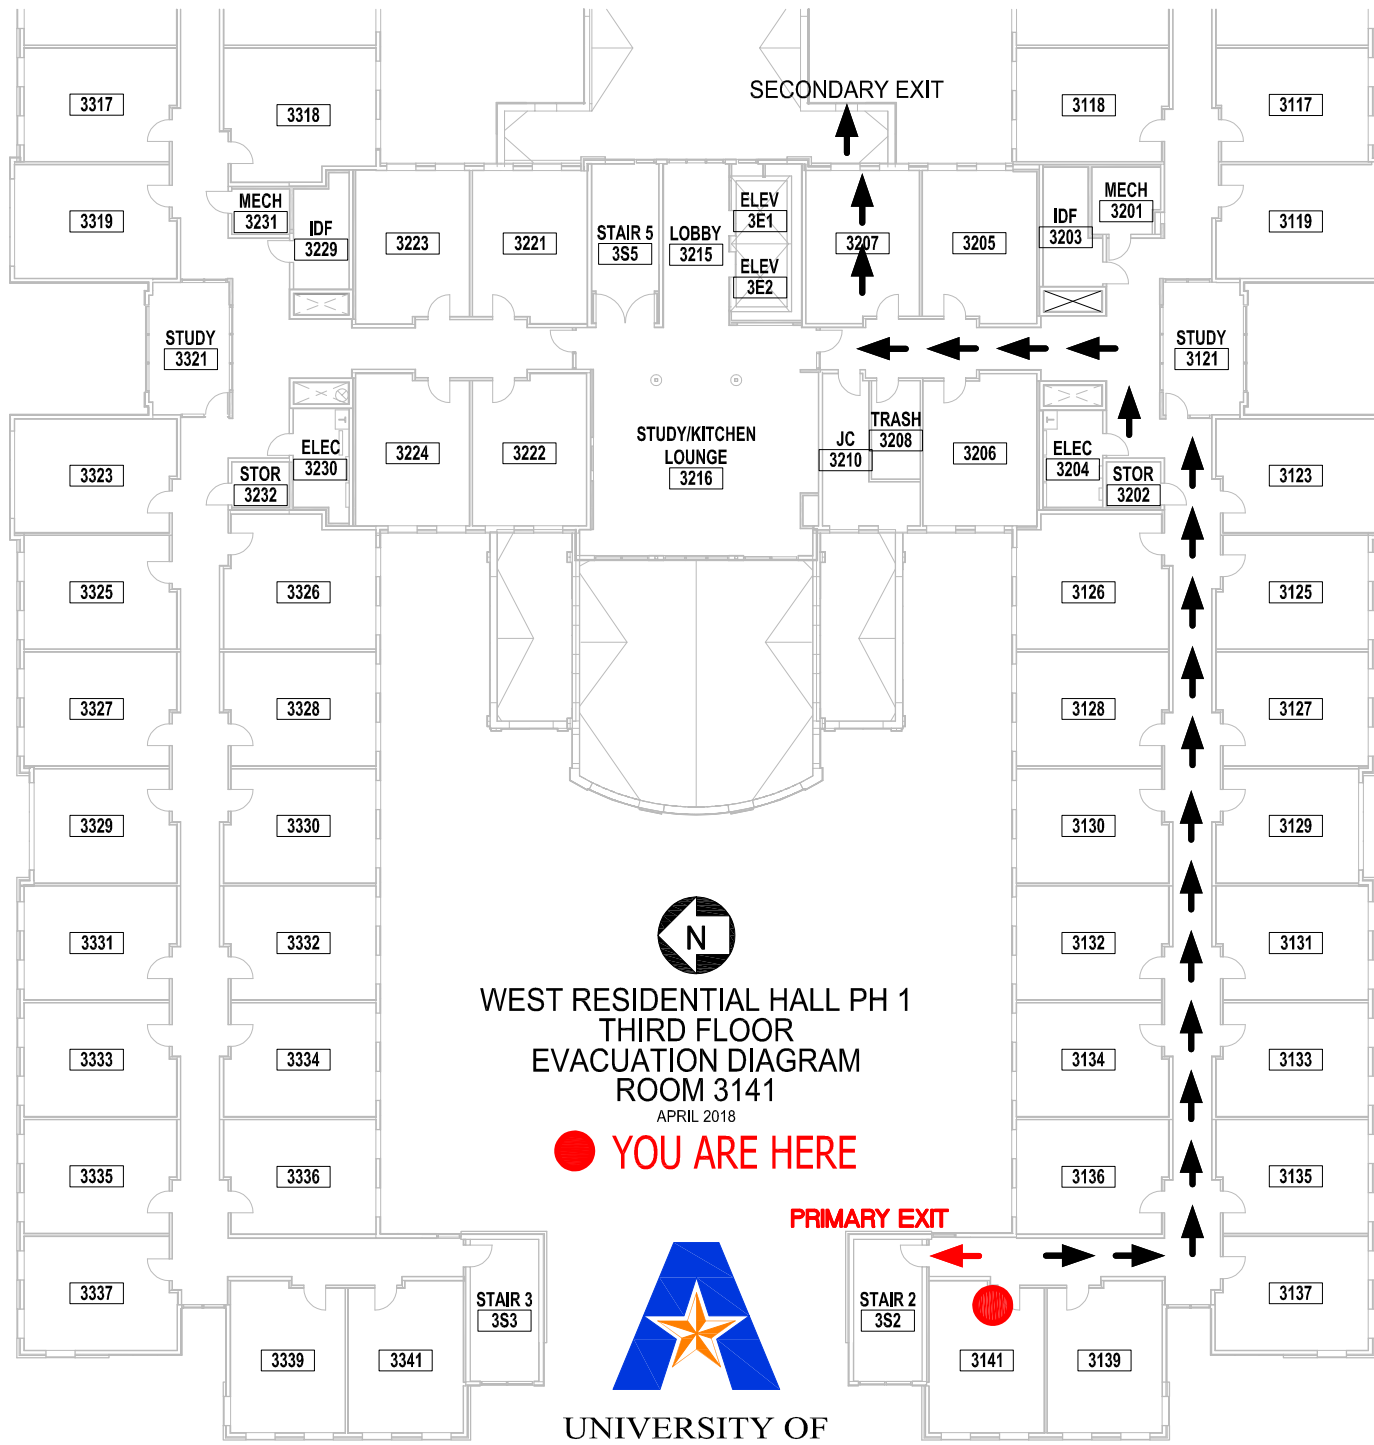 SECONDARY EXIT
3317
3318
3118
3117
MECH
3231
IDF
3229
3319
3223
3221
STAIR 5
3S5
LOBBY
3215
ELEV
3E1
ELEV
3E2
3207
3205
IDF
3203
MECH
3201
3119
STUDY
3321
STUDY
3121
3323
STOR
3232
ELEC
3230
3224
3222
STUDY/KITCHEN
LOUNGE
3216
JC
3210
TRASH
3208
3206
ELEC
3204
STOR
3202
3123
3325
3326
3126
3125
3327
3328
3128
3127
3329
3330
3130
3129
3331
3332
3132
3131
N
WEST RESIDENTIAL HALL PH 1
THIRD FLOOR
EVACUATION DIAGRAM
ROOM 3141
APRIL 2018
YOU ARE HERE
3333
3334
3134
3133
3335
3336
3136
3135
PRIMARY EXIT
3337
STAIR 3
3S3
STAIR 2
3S2
3137
3339
3341
3141
3139
UNIVERSITY OF